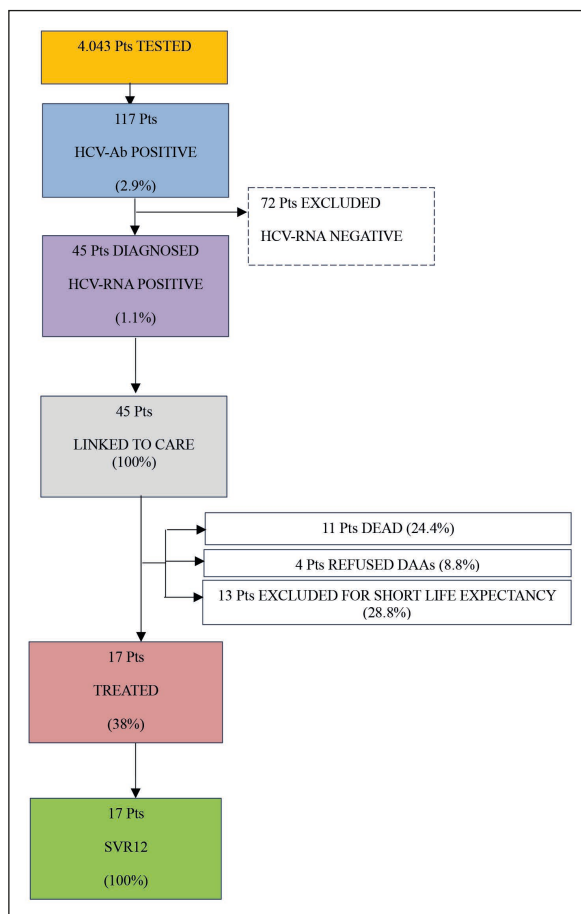 4.043 Pts TESTED
117 Pts
HCV-Ab POSITIVE
(2.9%)
72 Pts EXCLUDED
HCV-RNA NEGATIVE
45 Pts DIAGNOSED
HCV-RNA POSITIVE
(1.1%)
45 Pts
LINKED TO CARE
(100%)
11 Pts DEAD (24.4%)
4 Pts REFUSED DAAs (8.8%)
13 Pts EXCLUDED FOR SHORT LIFE EXPECTANCY
(28.8%)
17 Pts
TREATED
(38%)
17 Pts
SVR12
(100%)